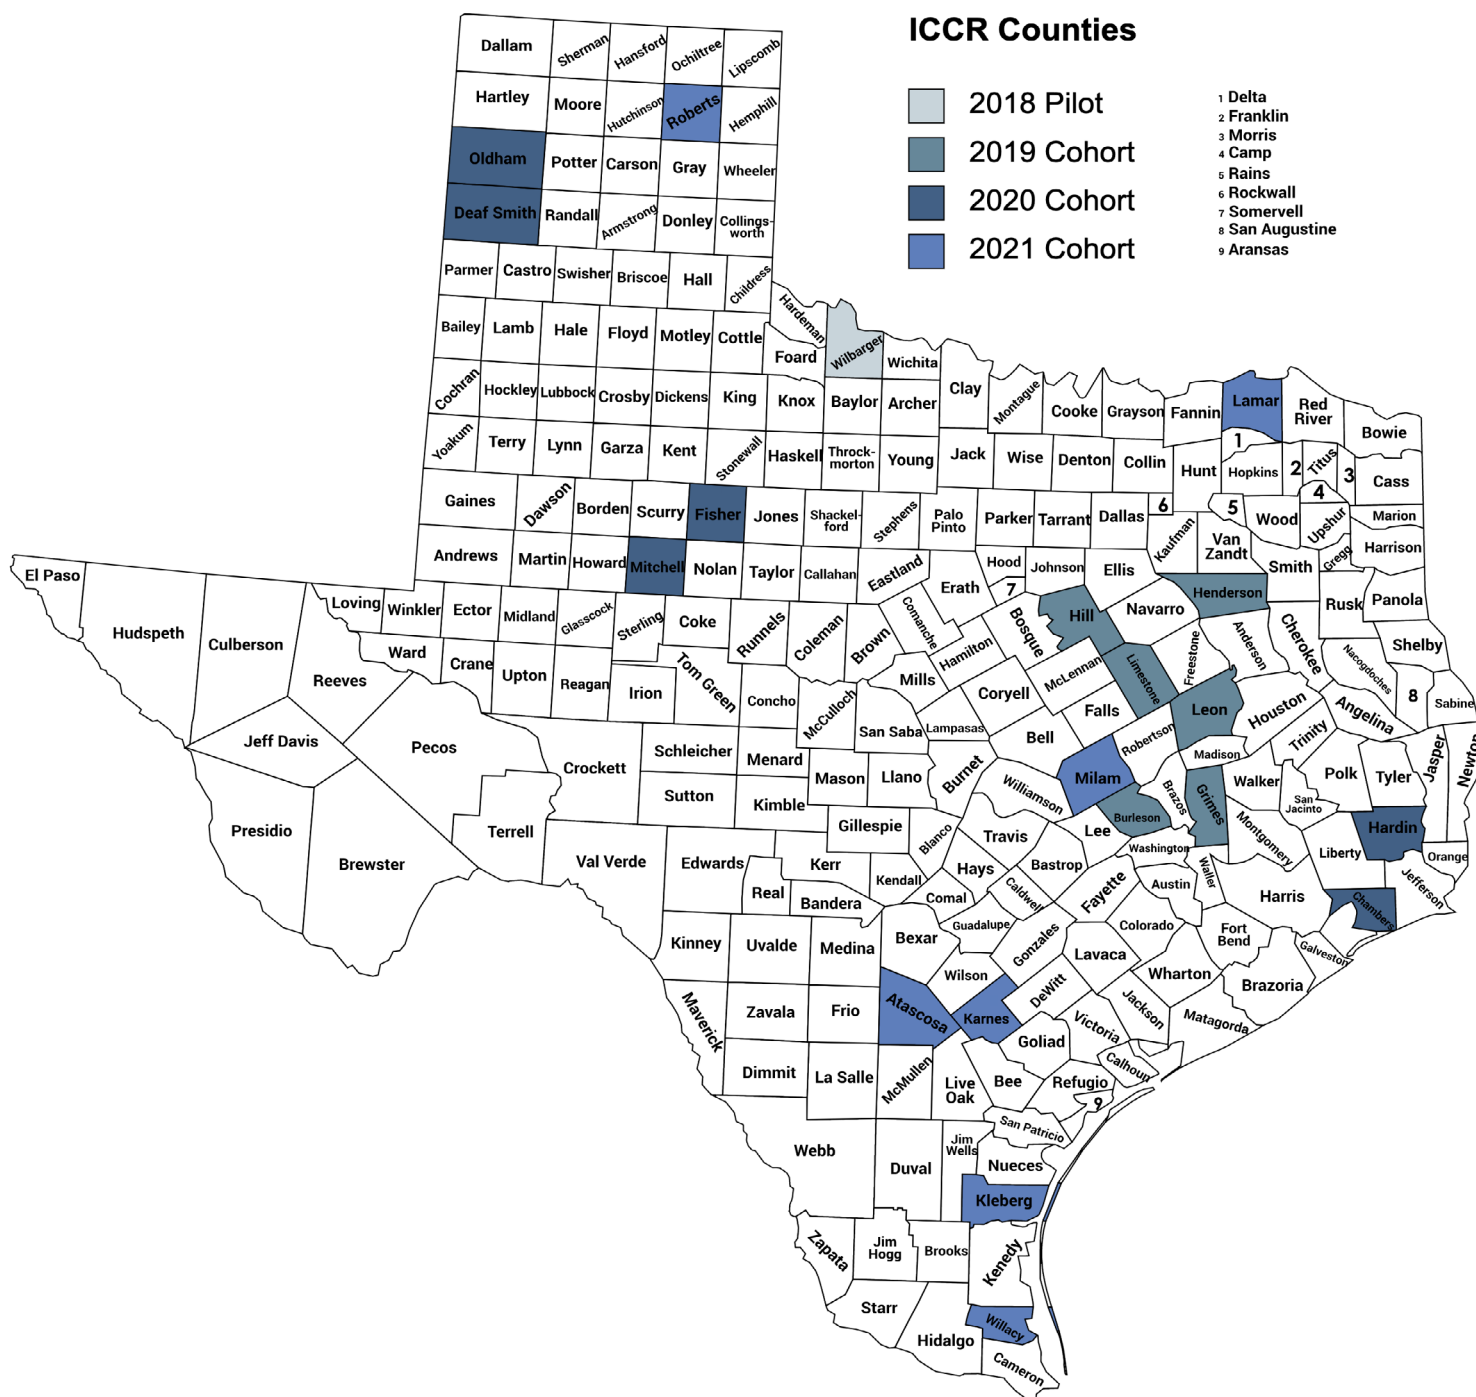 ICCR Counties
2018 Pilot
2019 Cohort
2020 Cohort
2021 Cohort
1 Delta
2 Franklin
3 Morris
4 Camp
5 Rains
6 Rockwall
7 Somervell
8 San Augustine
9 Aransas
Dallam
Sherman
Hansford
Ochiltree
Lipscomb
Hartley
Moore
Hutchinson
Roberts
Hemphill
Oldham
Potter
Carson
Gray
Wheeler
Deaf Smith
Randall
Armstrong
Donley
Collings-
worth
Parmer
Castro
Swisher
Briscoe
Hall
Childress
Hardeman
Bailey
Lamb
Hale
Floyd
Motley
Cottle
Foard
Wilbarger
Wichita
Cochran
Hockley
Lubbock
Crosby
Dickens
King
Knox
Baylor
Archer
Clay
Montague
Cooke
Grayson
Fannin
Lamar
Red
River
Bowie
Yoakum
Terry
Lynn
Garza
Kent
Stonewall
Haskell
Throck-
morton
Young
Jack
Wise
Denton
Collin
Hunt
1
Hopkins
2
Titus
3
Cass
4
Gaines
Dawson
Borden
Scurry
Fisher
Jones
Shackel-
ford
Stephens
Palo
Pinto
Parker
Tarrant
Dallas
6
Kaufman
5
Wood
Upshur
Marion
Van
Zandt
Gregg
Harrison
Andrews
Martin
Howard
Mitchell
Nolan
Taylor
Callahan
Eastland
Erath
Hood
7
Johnson
Ellis
Henderson
Smith
Rusk
Panola
El Paso
Hudspeth
Culberson
Loving
Winkler
Ector
Midland
Glasscock
Sterling
Coke
Runnels
Coleman
Brown
Comanche
Hamilton
Bosque
Hill
Navarro
Freestone
Anderson
Cherokee
Nacogdoches
Shelby
Reeves
Ward
Crane
Upton
Reagan
Irion
Tom Green
Concho
McCulloch
Mills
San Saba
Lampasas
Coryell
McLennan
Limestone
Falls
Leon
Houston
Angelina
8
Sabine
Jeff Davis
Pecos
Crockett
Schleicher
Menard
Mason
Llano
Burnet
Bell
Milam
Robertson
Madison
Trinity
Polk
Tyler
Jasper
Newton
Sutton
Kimble
Gillespie
Blanco
Williamson
Travis
Lee
Burleson
Brazos
Grimes
Walker
San
Jacinto
Hardin
Presidio
Brewster
Terrell
Val Verde
Edwards
Real
Kerr
Bandera
Kendall
Comal
Hays
Caldwell
Bastrop
Fayette
Washington
Austin
Waller
Montgomery
Liberty
Orange
Jefferson
Harris
Chambers
Kinney
Uvalde
Medina
Bexar
Guadalupe
Gonzales
Lavaca
Colorado
Fort
Bend
Galveston
Brazoria
Wharton
Wilson
Maverick
Zavala
Frio
Atascosa
Karnes
DeWitt
Jackson
Matagorda
Victoria
Goliad
Calhoun
Dimmit
La Salle
McMullen
Live
Oak
Bee
Refugio
9
San Patricio
Webb
Duval
Jim
Wells
Nueces
Kleberg
Zapata
Jim
Hogg
Brooks
Kenedy
Starr
Hidalgo
Willacy
Cameron